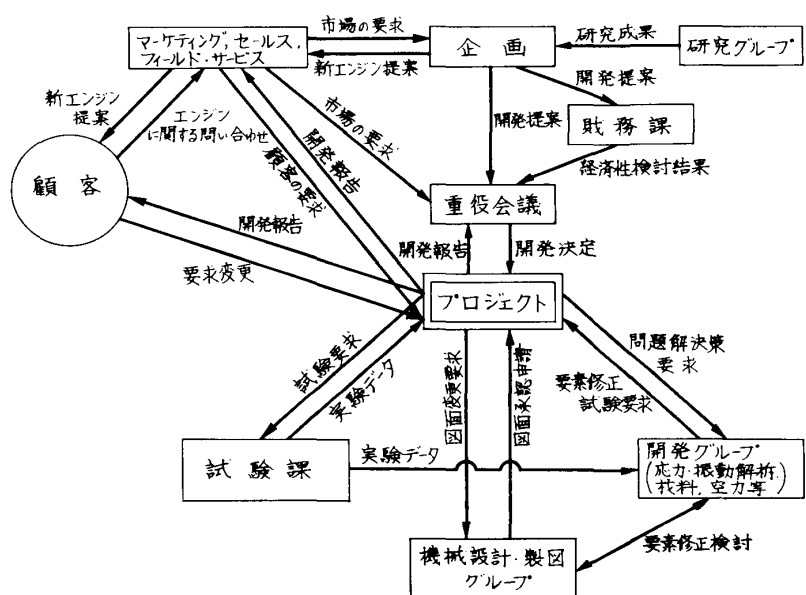 市場の要求
マーケティング, セールス,
フィールド・サービス
企画
研究成果
研究グループ
新エンジン提案
開発提案
新エンジン
提案
エンジン
に関する問い合わせ
市場の要求
開発提案
財務課
開発報告
顧客の要求
経済性検討結果
顧客
重役会議
開発報告
開発報告
開発決定
要求変更
プロジェクト
試験要求
実験データ
図面変更要求
図面承認申請
問題解決策
要求
要素修正
試験要求
試験課
実験データ
開発グループ
(応力・振動解析,
材料, 空力等)
機械設計・製図
グループ
要素修正検討